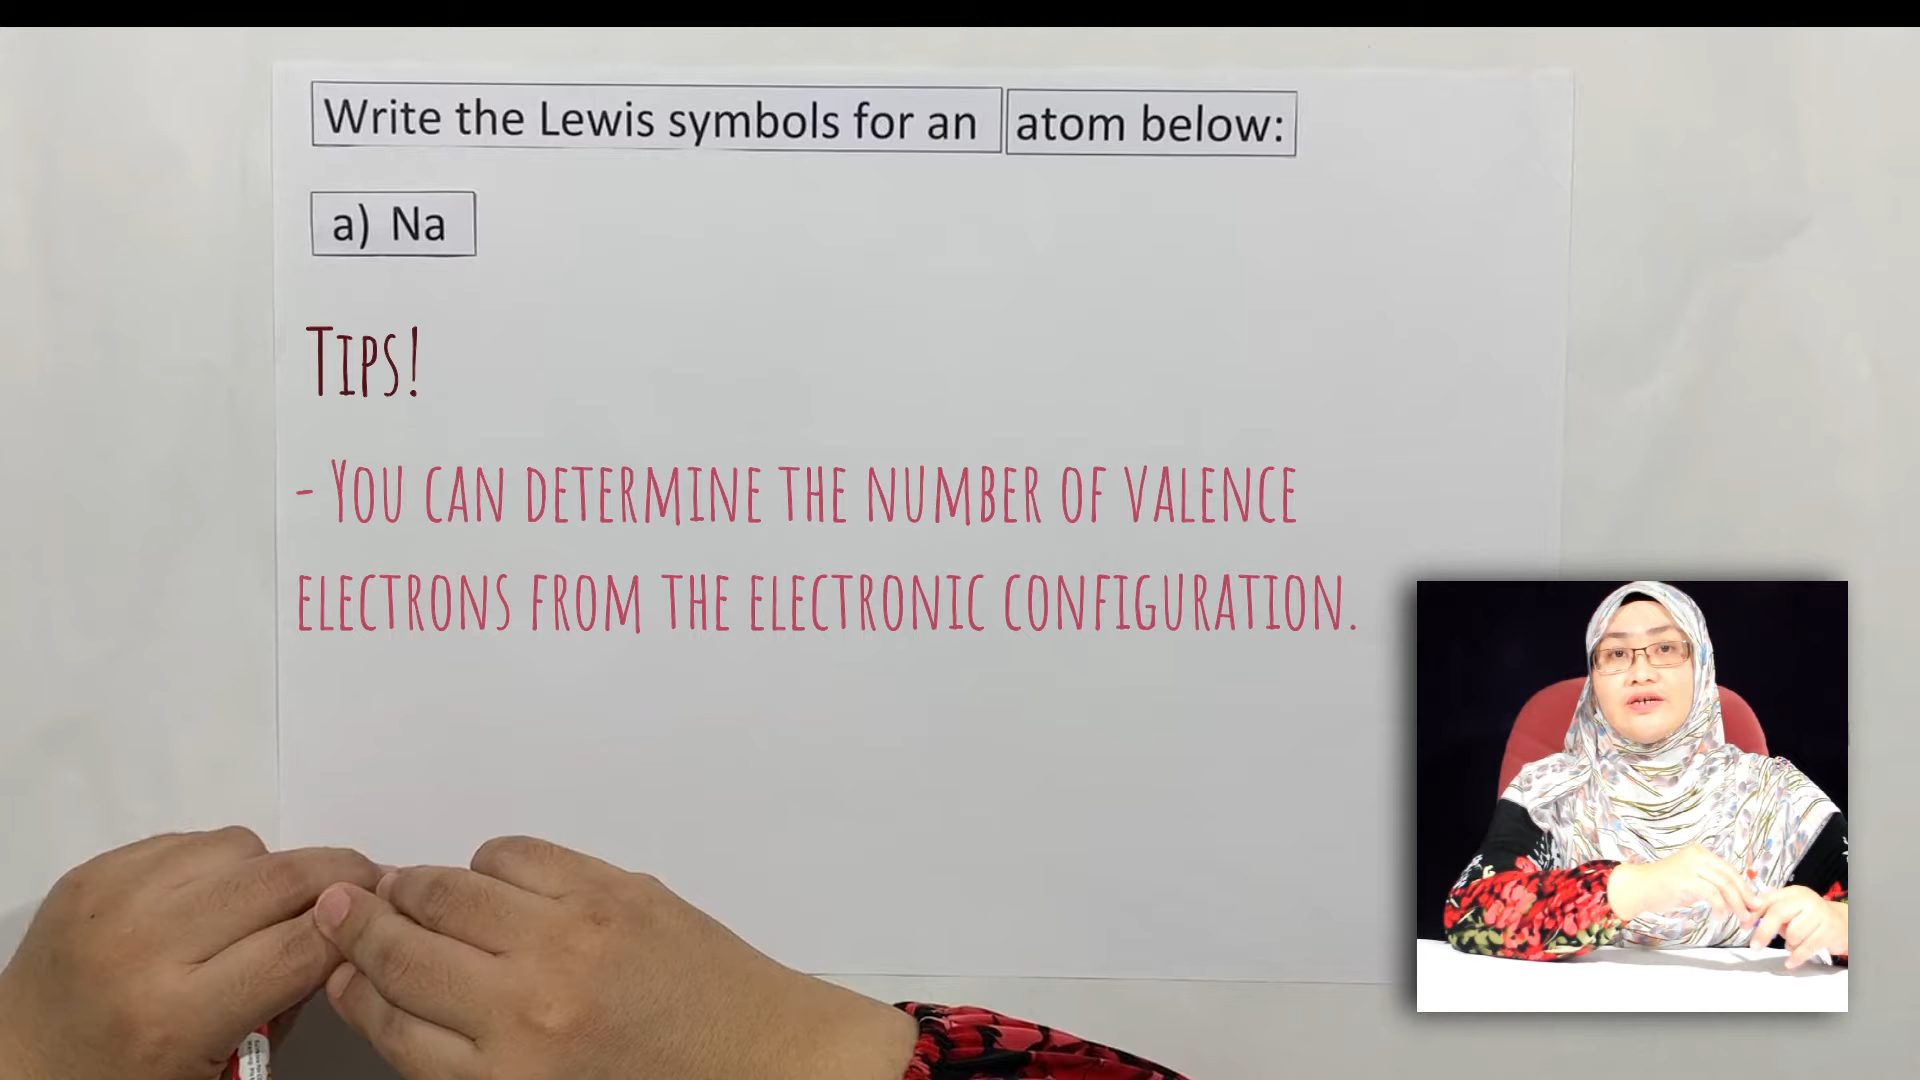 Write the Lewis symbols for an atom below:
a) Na
Tips!
- You can determine the number of valence
electrons from the electronic configuration.